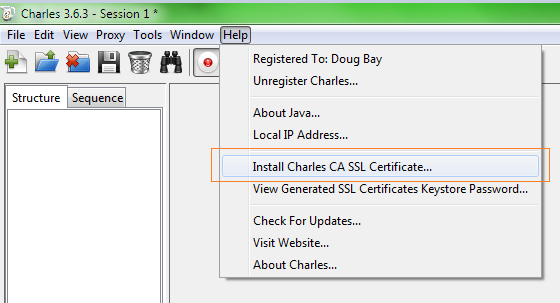 Charles 3.6.3 - Session 1 *
File Edit View Proxy Tools Window Help
Structure Sequence
Registered To: Doug Bay
Unregister Charles...
About Java...
Local IP Address...
Install Charles CA SSL Certificate...
View Generated SSL Certificates Keystore Password...
Check For Updates...
Visit Website...
About Charles...